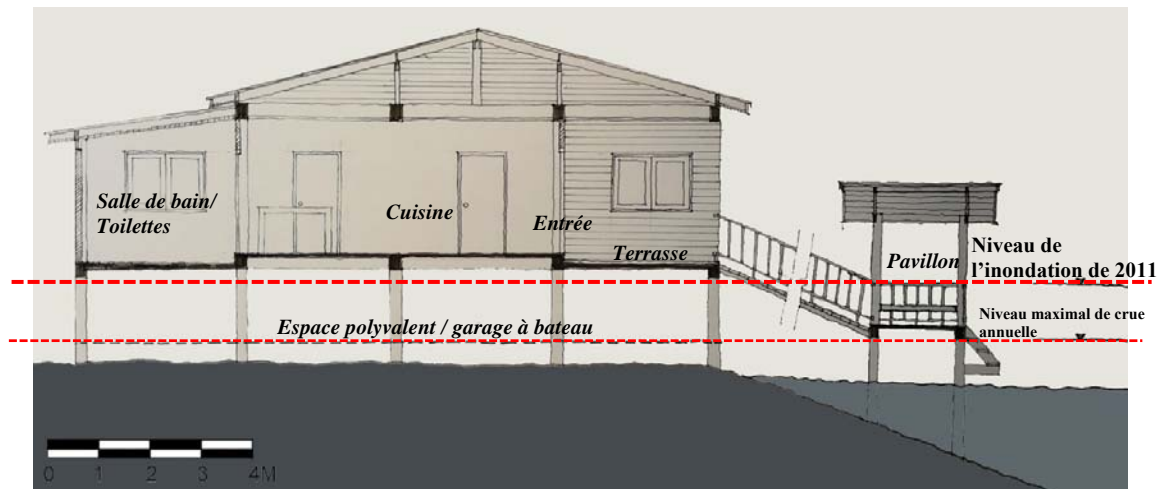 Salle de bain/
Toilettes
Cuisine
Entrée
Terrasse
Pavillon
Niveau de
l’inondation de 2011
Niveau maximal de crue
annuelle
Espace polyvalent / garage à bateau
0 1 2 3 4M